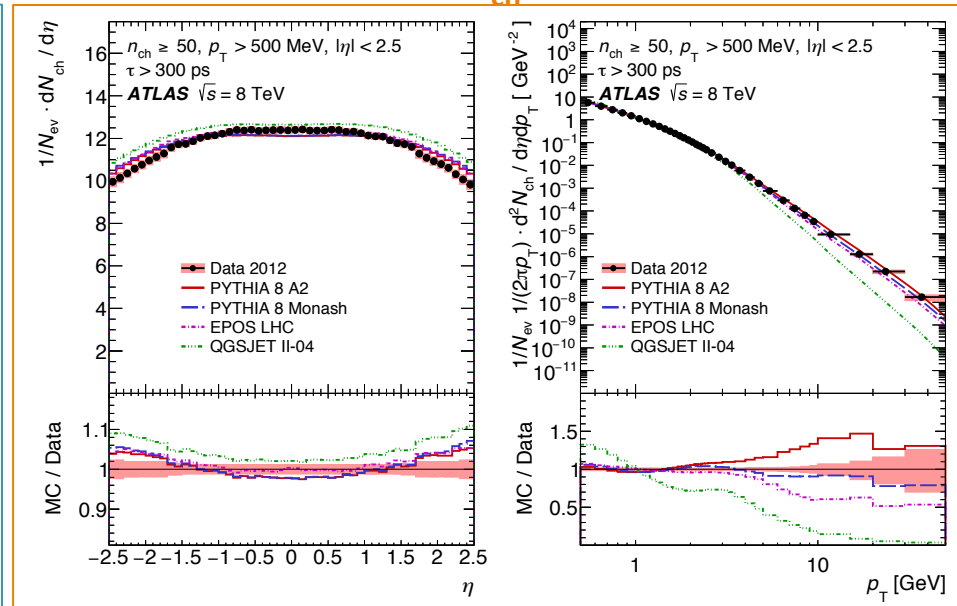 ch
1/N_ev · dN_ch / dη
16
14
12
10
8
6
4
2
n_ch ≥ 50, p_T > 500 MeV, |η| < 2.5
τ > 300 ps
ATLAS √s = 8 TeV
Data 2012
PYTHIA 8 A2
PYTHIA 8 Monash
EPOS LHC
QGSJET II-04
MC / Data
1.1
1
0.9
−2.5 −2 −1.5 −1 −0.5 0 0.5 1 1.5 2 2.5
η
1/N_ev 1/(2πp_T) · d²N_ch / dηdp_T [ GeV⁻² ]
10⁴
10³
10²
10
1
10⁻¹
10⁻²
10⁻³
10⁻⁴
10⁻⁵
10⁻⁶
10⁻⁷
10⁻⁸
10⁻⁹
10⁻¹⁰
10⁻¹¹
n_ch ≥ 50, p_T > 500 MeV, |η| < 2.5
τ > 300 ps
ATLAS √s = 8 TeV
Data 2012
PYTHIA 8 A2
PYTHIA 8 Monash
EPOS LHC
QGSJET II-04
MC / Data
1.5
1
0.5
1 10
p_T [GeV]